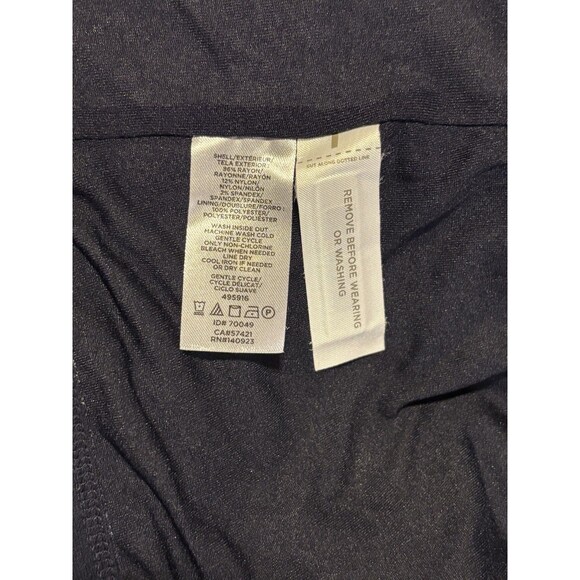 SHELL/EXTÉRIEUR/
TELA EXTERIOR:
86% RAYON/
RAYONNE/RAYÓN
12% NYLON/
NYLON/NILÓN
2% SPANDEX/
SPANDEX/SPANDEX
LINING/DOUBLURE/FORRO:
100% POLYESTER/
POLYESTER/POLIÉSTER
WASH INSIDE OUT
MACHINE WASH COLD
GENTLE CYCLE
ONLY NON-CHLORINE
BLEACH WHEN NEEDED
LINE DRY
COOL IRON IF NEEDED
OR DRY CLEAN
GENTLE CYCLE/
CYCLE DÉLICAT/
CICLO SUAVE
495916
ID# 70049
CA#57421
RN#140923
CUT ALONG DOTTED LINE
REMOVE BEFORE WEARING
OR WASHING